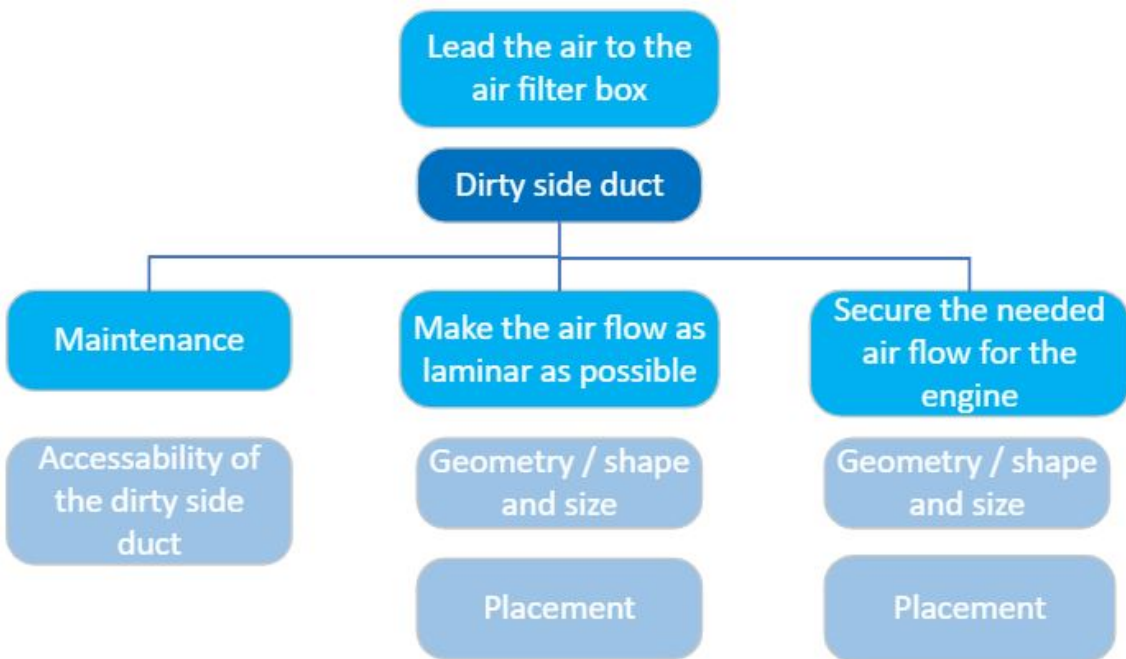 Lead the air to the
air filter box
Dirty side duct
Maintenance
Make the air flow as
laminar as possible
Secure the needed
air flow for the
engine
Accessability of
the dirty side
duct
Geometry / shape
and size
Geometry / shape
and size
Placement
Placement